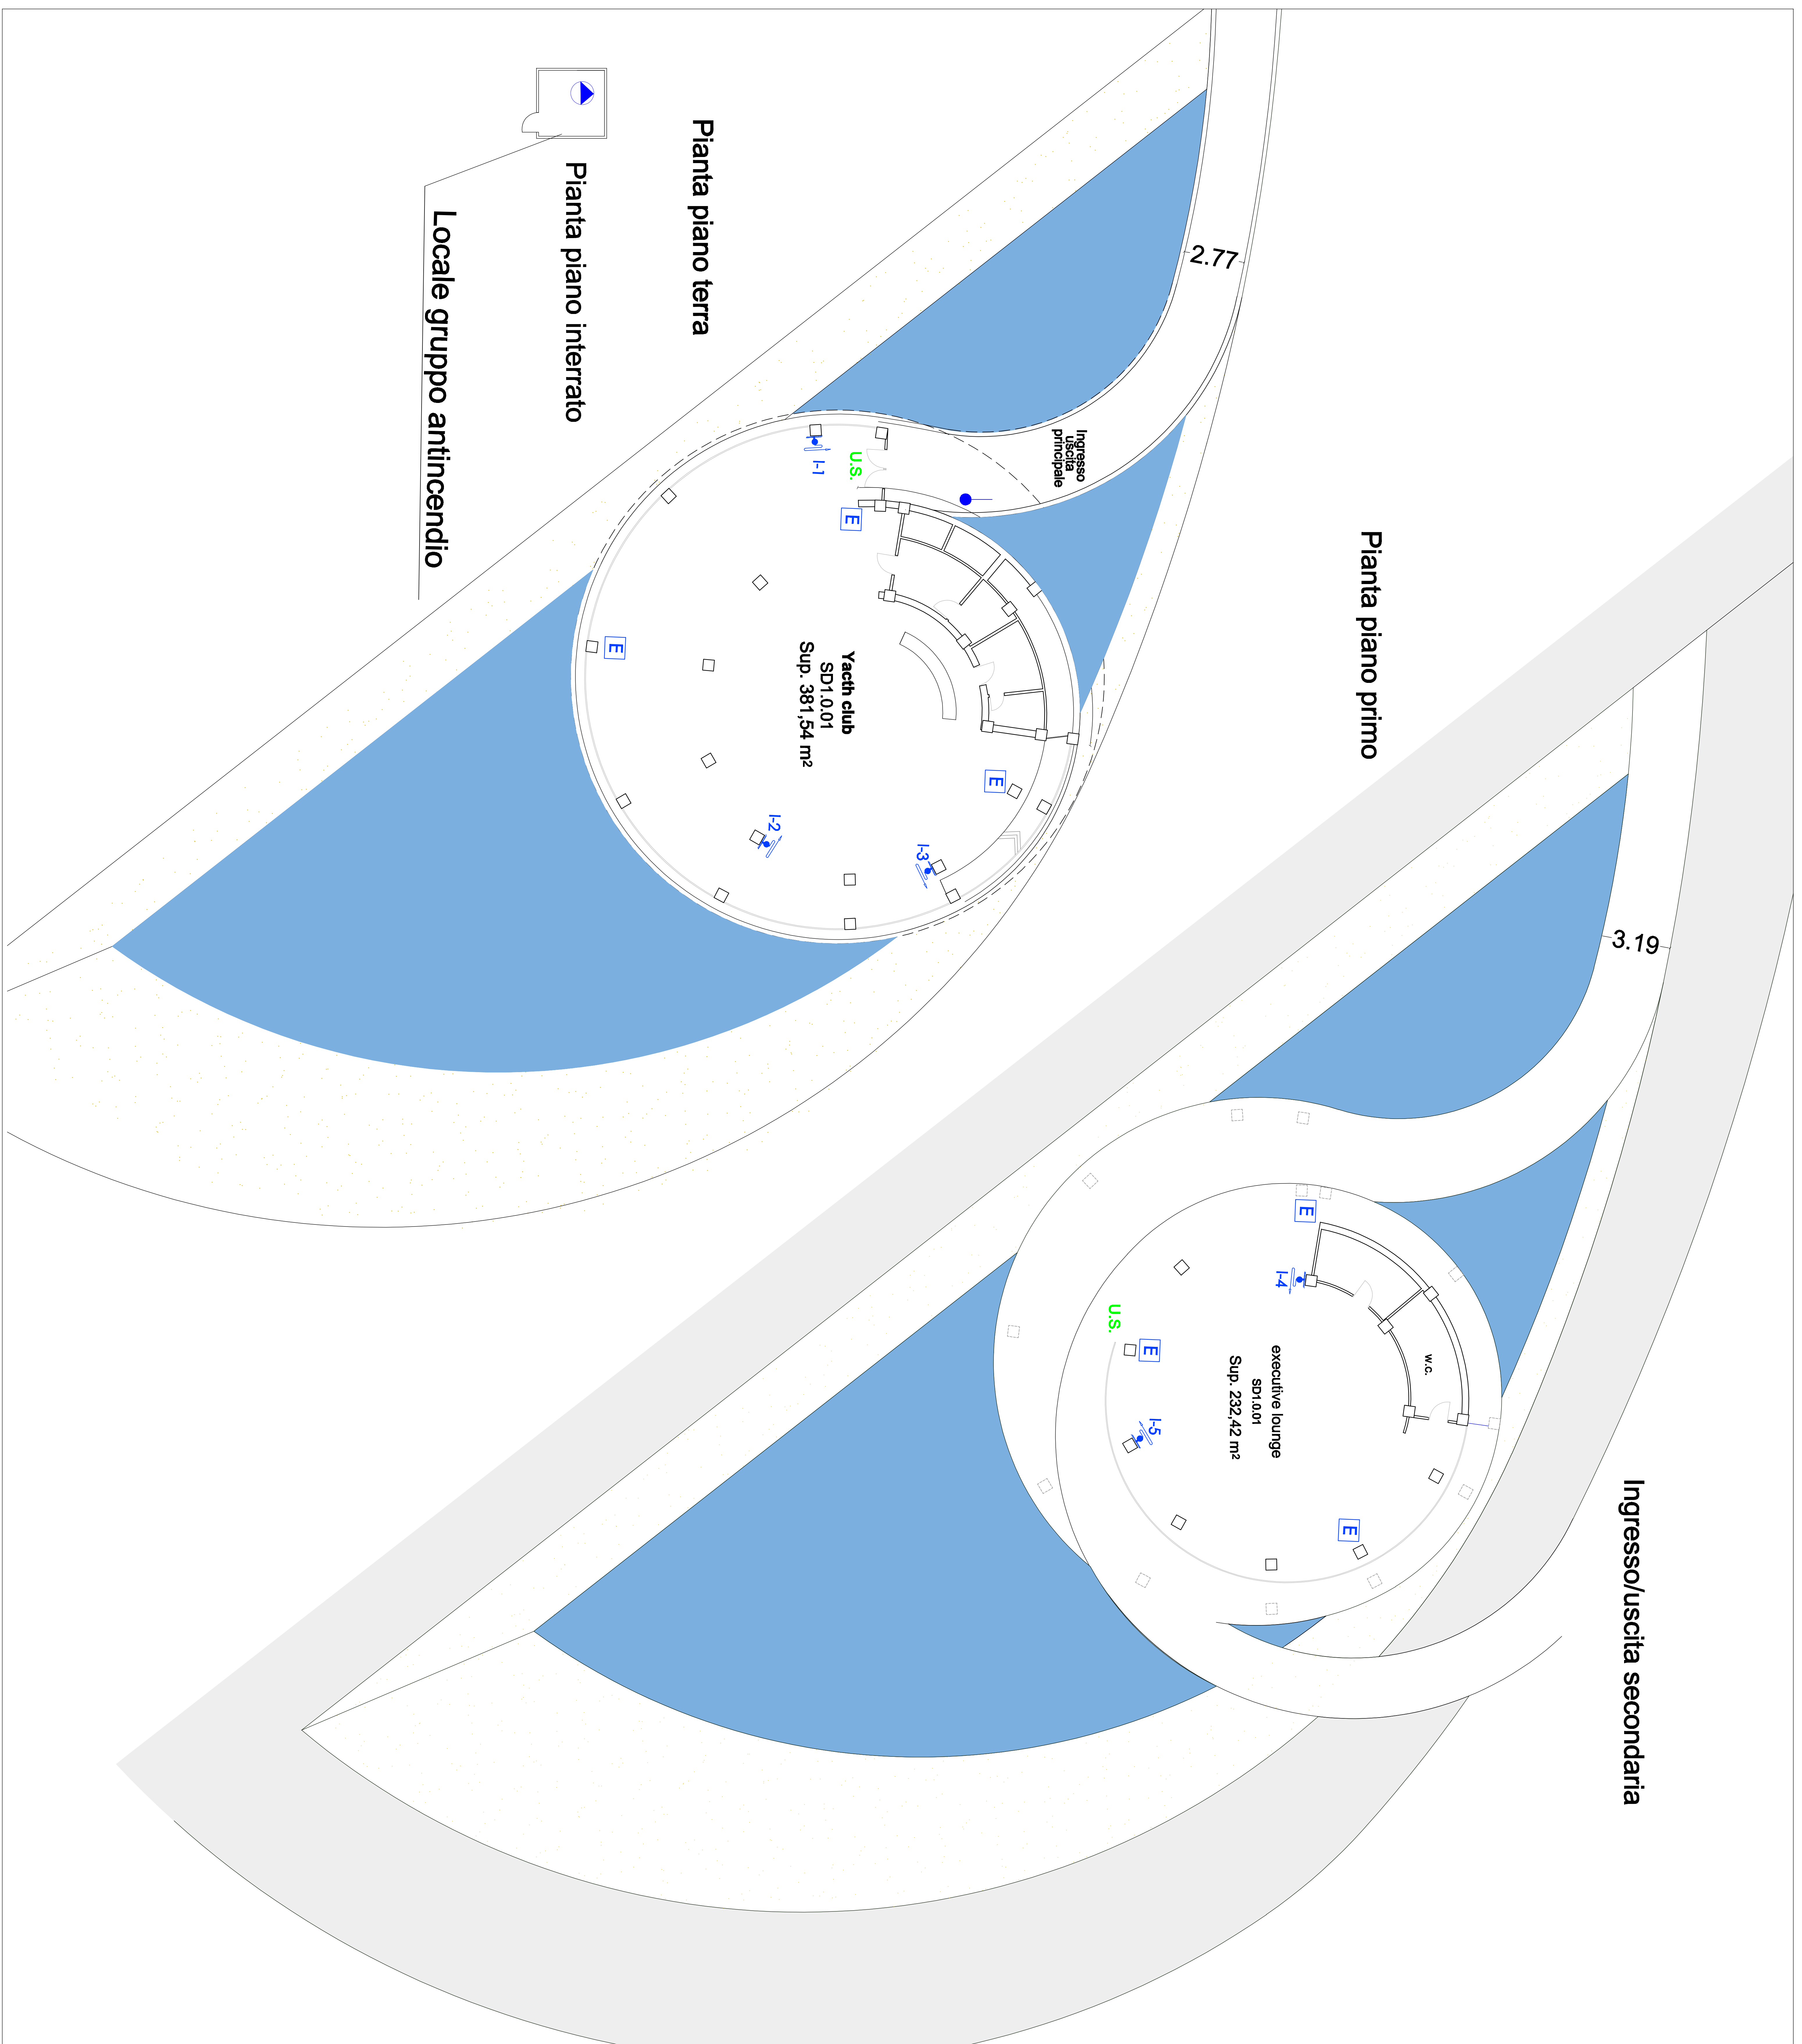 Pianta piano primo
Ingresso/uscita secondaria
3.19
w.c.
executive lounge
SD1.0.01
Sup. 232,42 m²
E
I-4
E
I-5
E
U.S.
2.77
Ingresso
uscita
principale
Pianta piano terra
U.S.
I-1
E
Yacth club
SD1.0.01
Sup. 381,54 m²
E
I-3
I-2
E
Pianta piano interrato
Locale gruppo antincendio